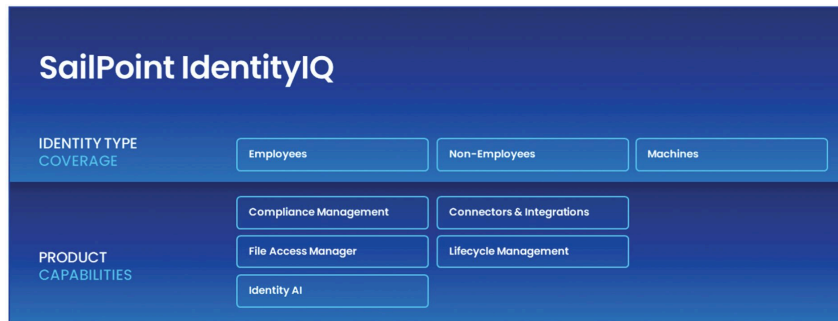 SailPoint IdentityIQ
IDENTITY TYPE
COVERAGE
Employees
Non-Employees
Machines
PRODUCT
CAPABILITIES
Compliance Management
Connectors & Integrations
File Access Manager
Lifecycle Management
Identity AI